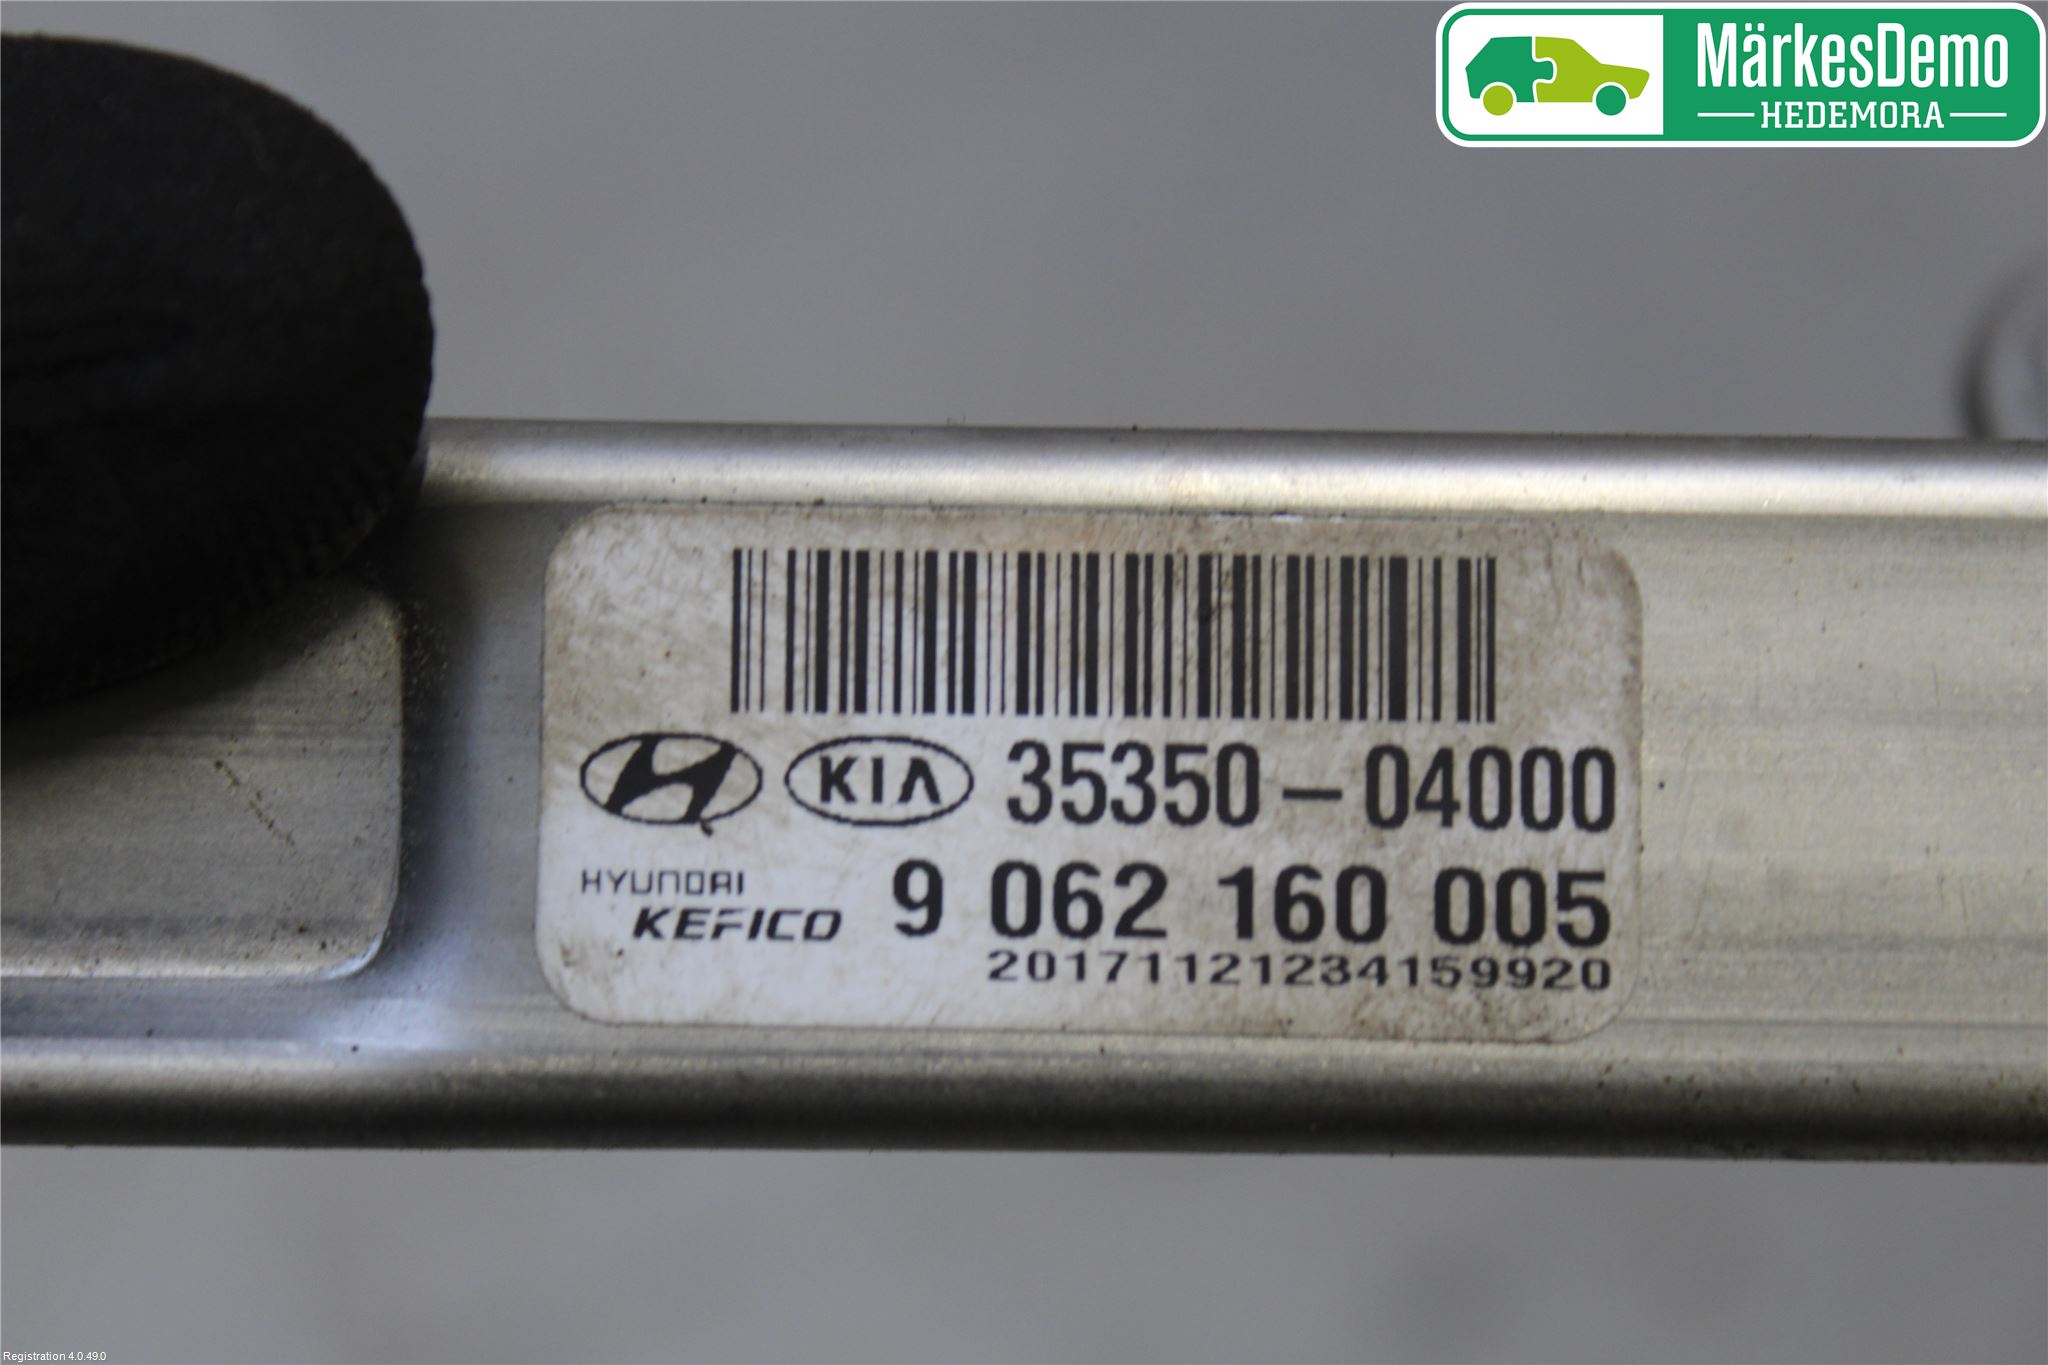 MärkesDemo
HEDEMORA
KIA 35350-04000
HYUNDAI
KEFICO 9 062 160 005
20171121234159920
Registration 4.0.49.0